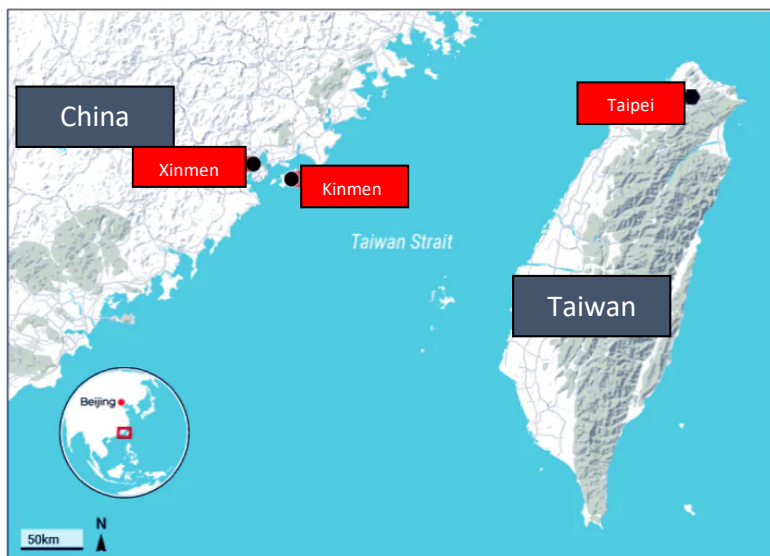 China
Taipei
Xinmen
Kinmen
Taiwan Strait
Taiwan
Beijing
50km
N